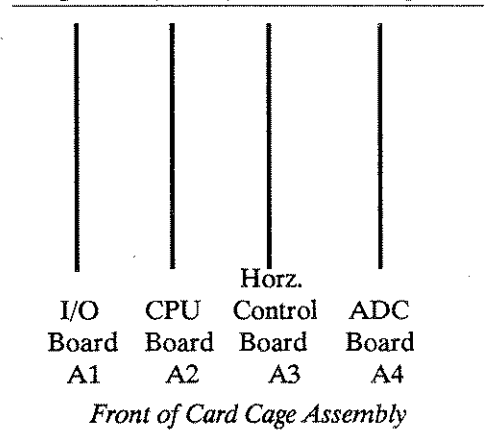 Horz.
I/O CPU Control ADC
Board Board Board Board
A1 A2 A3 A4
Front of Card Cage Assembly